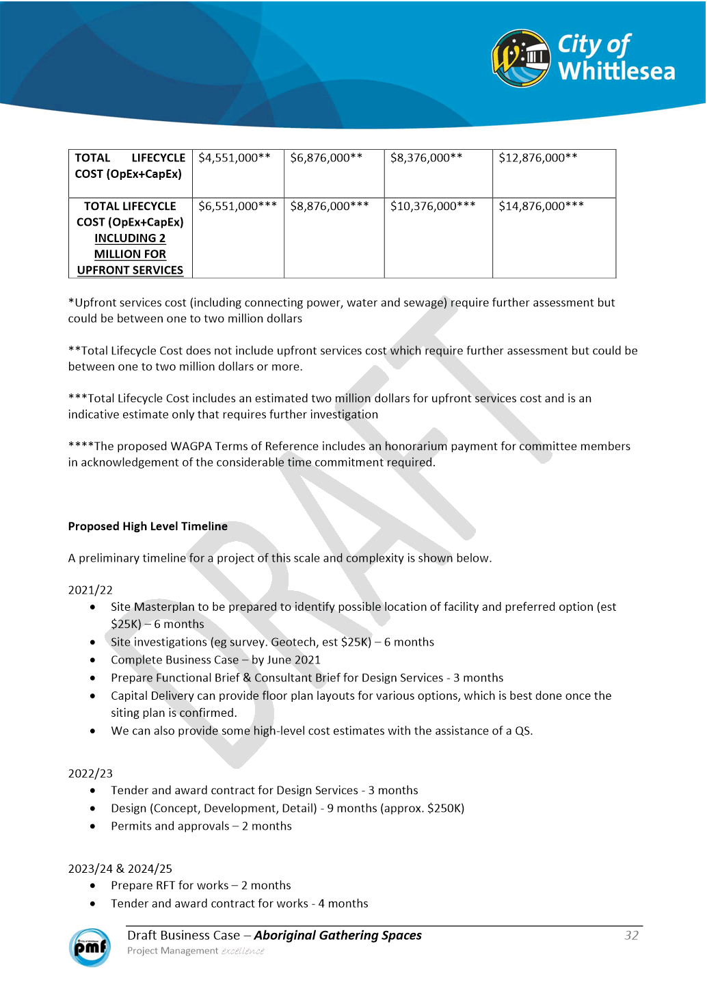 City of
Whittlesea
TOTAL LIFECYCLE COST (OpEx+CapEx) $4,551,000** $6,876,000** $8,376,000** $12,876,000**
TOTAL LIFECYCLE COST (OpEx+CapEx) INCLUDING 2 MILLION FOR UPFRONT SERVICES $6,551,000*** $8,876,000*** $10,376,000*** $14,876,000***
*Upfront services cost (including connecting power, water and sewage) require further assessment but
could be between one to two million dollars
**Total Lifecycle Cost does not include upfront services cost which require further assessment but could be
between one to two million dollars or more.
***Total Lifecycle Cost includes an estimated two million dollars for upfront services cost and is an
indicative estimate only that requires further investigation
****The proposed WAGPA Terms of Reference includes an honorarium payment for committee members
in acknowledgement of the considerable time commitment required.
DRAFT
Proposed High Level Timeline
A preliminary timeline for a project of this scale and complexity is shown below.
2021/22
• Site Masterplan to be prepared to identify possible location of facility and preferred option (est
$25K) – 6 months
• Site investigations (eg survey. Geotech, est $25K) – 6 months
• Complete Business Case – by June 2021
• Prepare Functional Brief & Consultant Brief for Design Services - 3 months
• Capital Delivery can provide floor plan layouts for various options, which is best done once the
siting plan is confirmed.
• We can also provide some high-level cost estimates with the assistance of a QS.
2022/23
• Tender and award contract for Design Services - 3 months
• Design (Concept, Development, Detail) - 9 months (approx. $250K)
• Permits and approvals – 2 months
2023/24 & 2024/25
• Prepare RFT for works – 2 months
• Tender and award contract for works - 4 months
pmf
Draft Business Case – Aboriginal Gathering Spaces 32
Project Management excellence